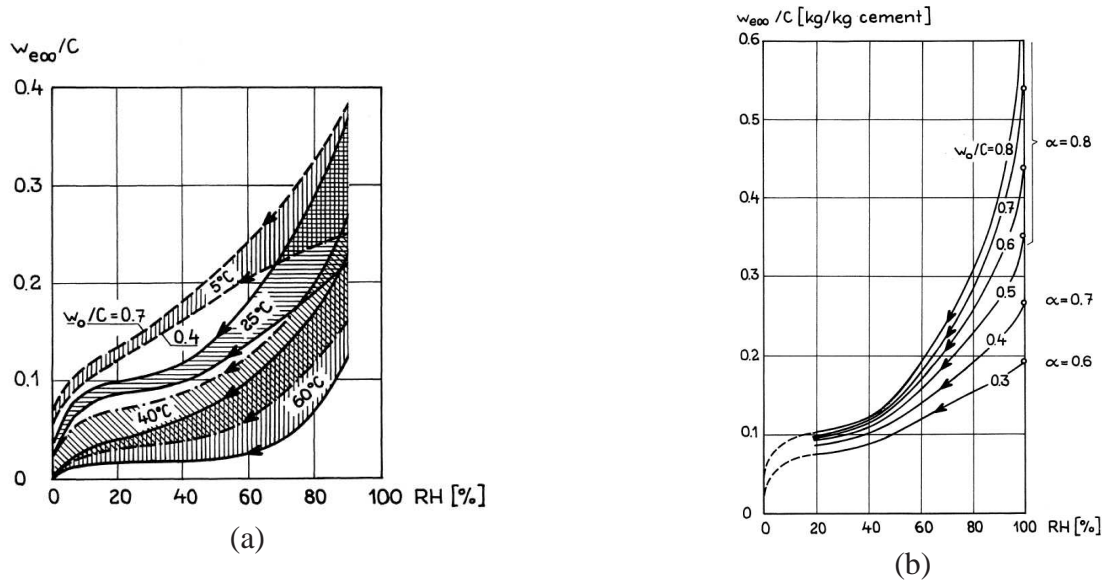 w_e∞/C
0.4
0.3
0.2
0.1
0
0 20 40 60 80 100 RH [%]
5°C
w_o/C=0.7
0.4
25°C
40°C
60°C
(a)
w_e∞/C [kg/kg cement]
0.6
0.5
0.4
0.3
0.2
0.1
0
0 20 40 60 80 100 RH [%]
w_o/C=0.8
0.7
0.6
0.5
0.4
0.3
α=0.8
α=0.7
α=0.6
(b)